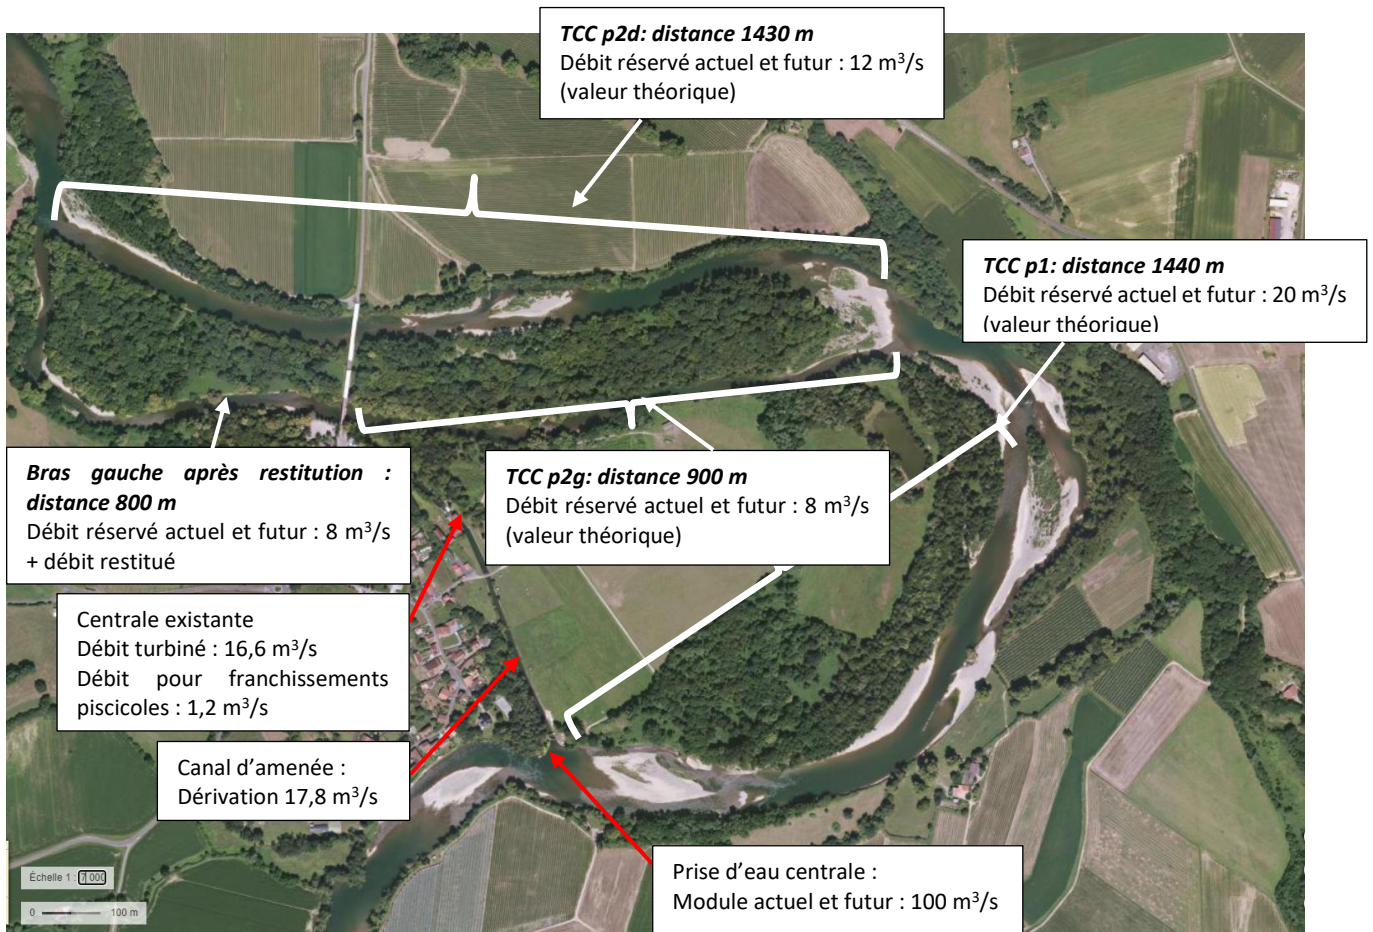 TCC p2d: distance 1430 m
Débit réservé actuel et futur : 12 m³/s
(valeur théorique)
TCC p1: distance 1440 m
Débit réservé actuel et futur : 20 m³/s
(valeur théorique)
Bras gauche après restitution :
distance 800 m
Débit réservé actuel et futur : 8 m³/s
+ débit restitué
TCC p2g: distance 900 m
Débit réservé actuel et futur : 8 m³/s
(valeur théorique)
Centrale existante
Débit turbiné : 16,6 m³/s
Débit pour franchissements
piscicoles : 1,2 m³/s
Canal d’amenée :
Dérivation 17,8 m³/s
Prise d’eau centrale :
Module actuel et futur : 100 m³/s
Échelle 1 : 7 000
0 100 m